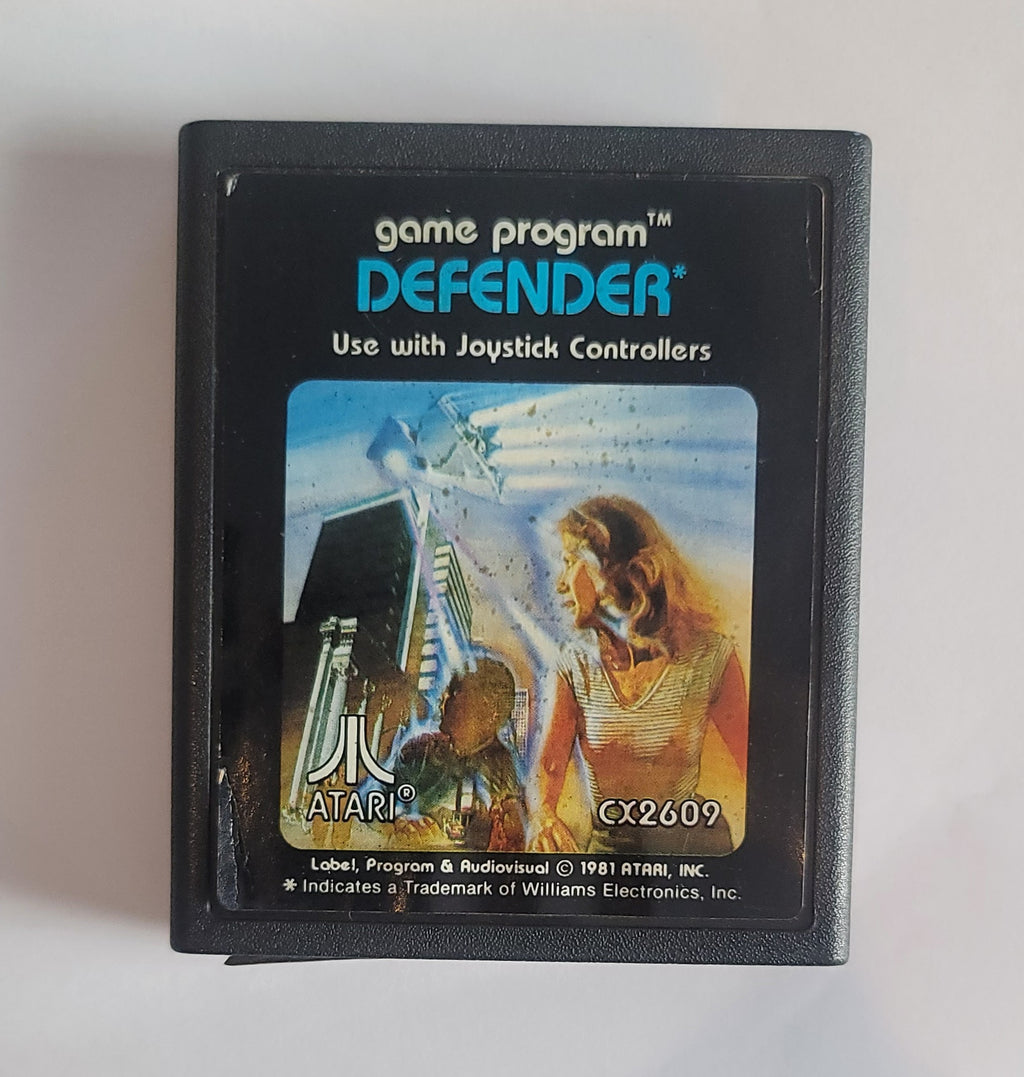 game program™
DEFENDER*
Use with Joystick Controllers
ATARI®
CX2609
Label, Program & Audiovisual © 1981 ATARI, INC.
* Indicates a Trademark of Williams Electronics, Inc.